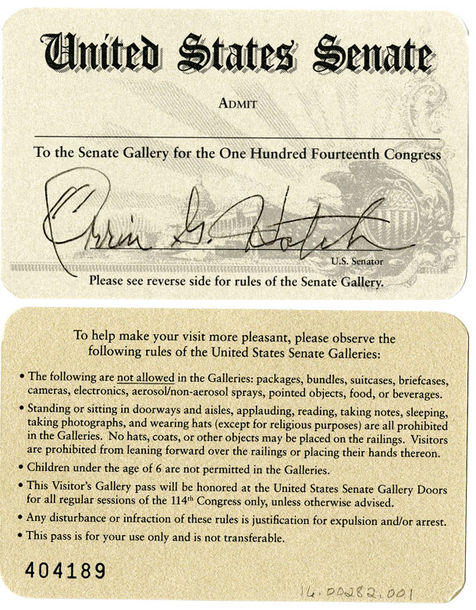 United States Senate
ADMIT
To the Senate Gallery for the One Hundred Fourteenth Congress
Orrin G. Hatch
U.S. Senator
Please see reverse side for rules of the Senate Gallery.
To help make your visit more pleasant, please observe the
following rules of the United States Senate Galleries:
• The following are not allowed in the Galleries: packages, bundles, suitcases, briefcases,
cameras, electronics, aerosol/non-aerosol sprays, pointed objects, food, or beverages.
• Standing or sitting in doorways and aisles, applauding, reading, taking notes, sleeping,
taking photographs, and wearing hats (except for religious purposes) are all prohibited
in the Galleries. No hats, coats, or other objects may be placed on the railings. Visitors
are prohibited from leaning forward over the railings or placing their hands thereon.
• Children under the age of 6 are not permitted in the Galleries.
• This Visitor's Gallery pass will be honored at the United States Senate Gallery Doors
for all regular sessions of the 114th Congress only, unless otherwise advised.
• Any disturbance or infraction of these rules is justification for expulsion and/or arrest.
• This pass is for your use only and is not transferable.
404189
16.00282.001